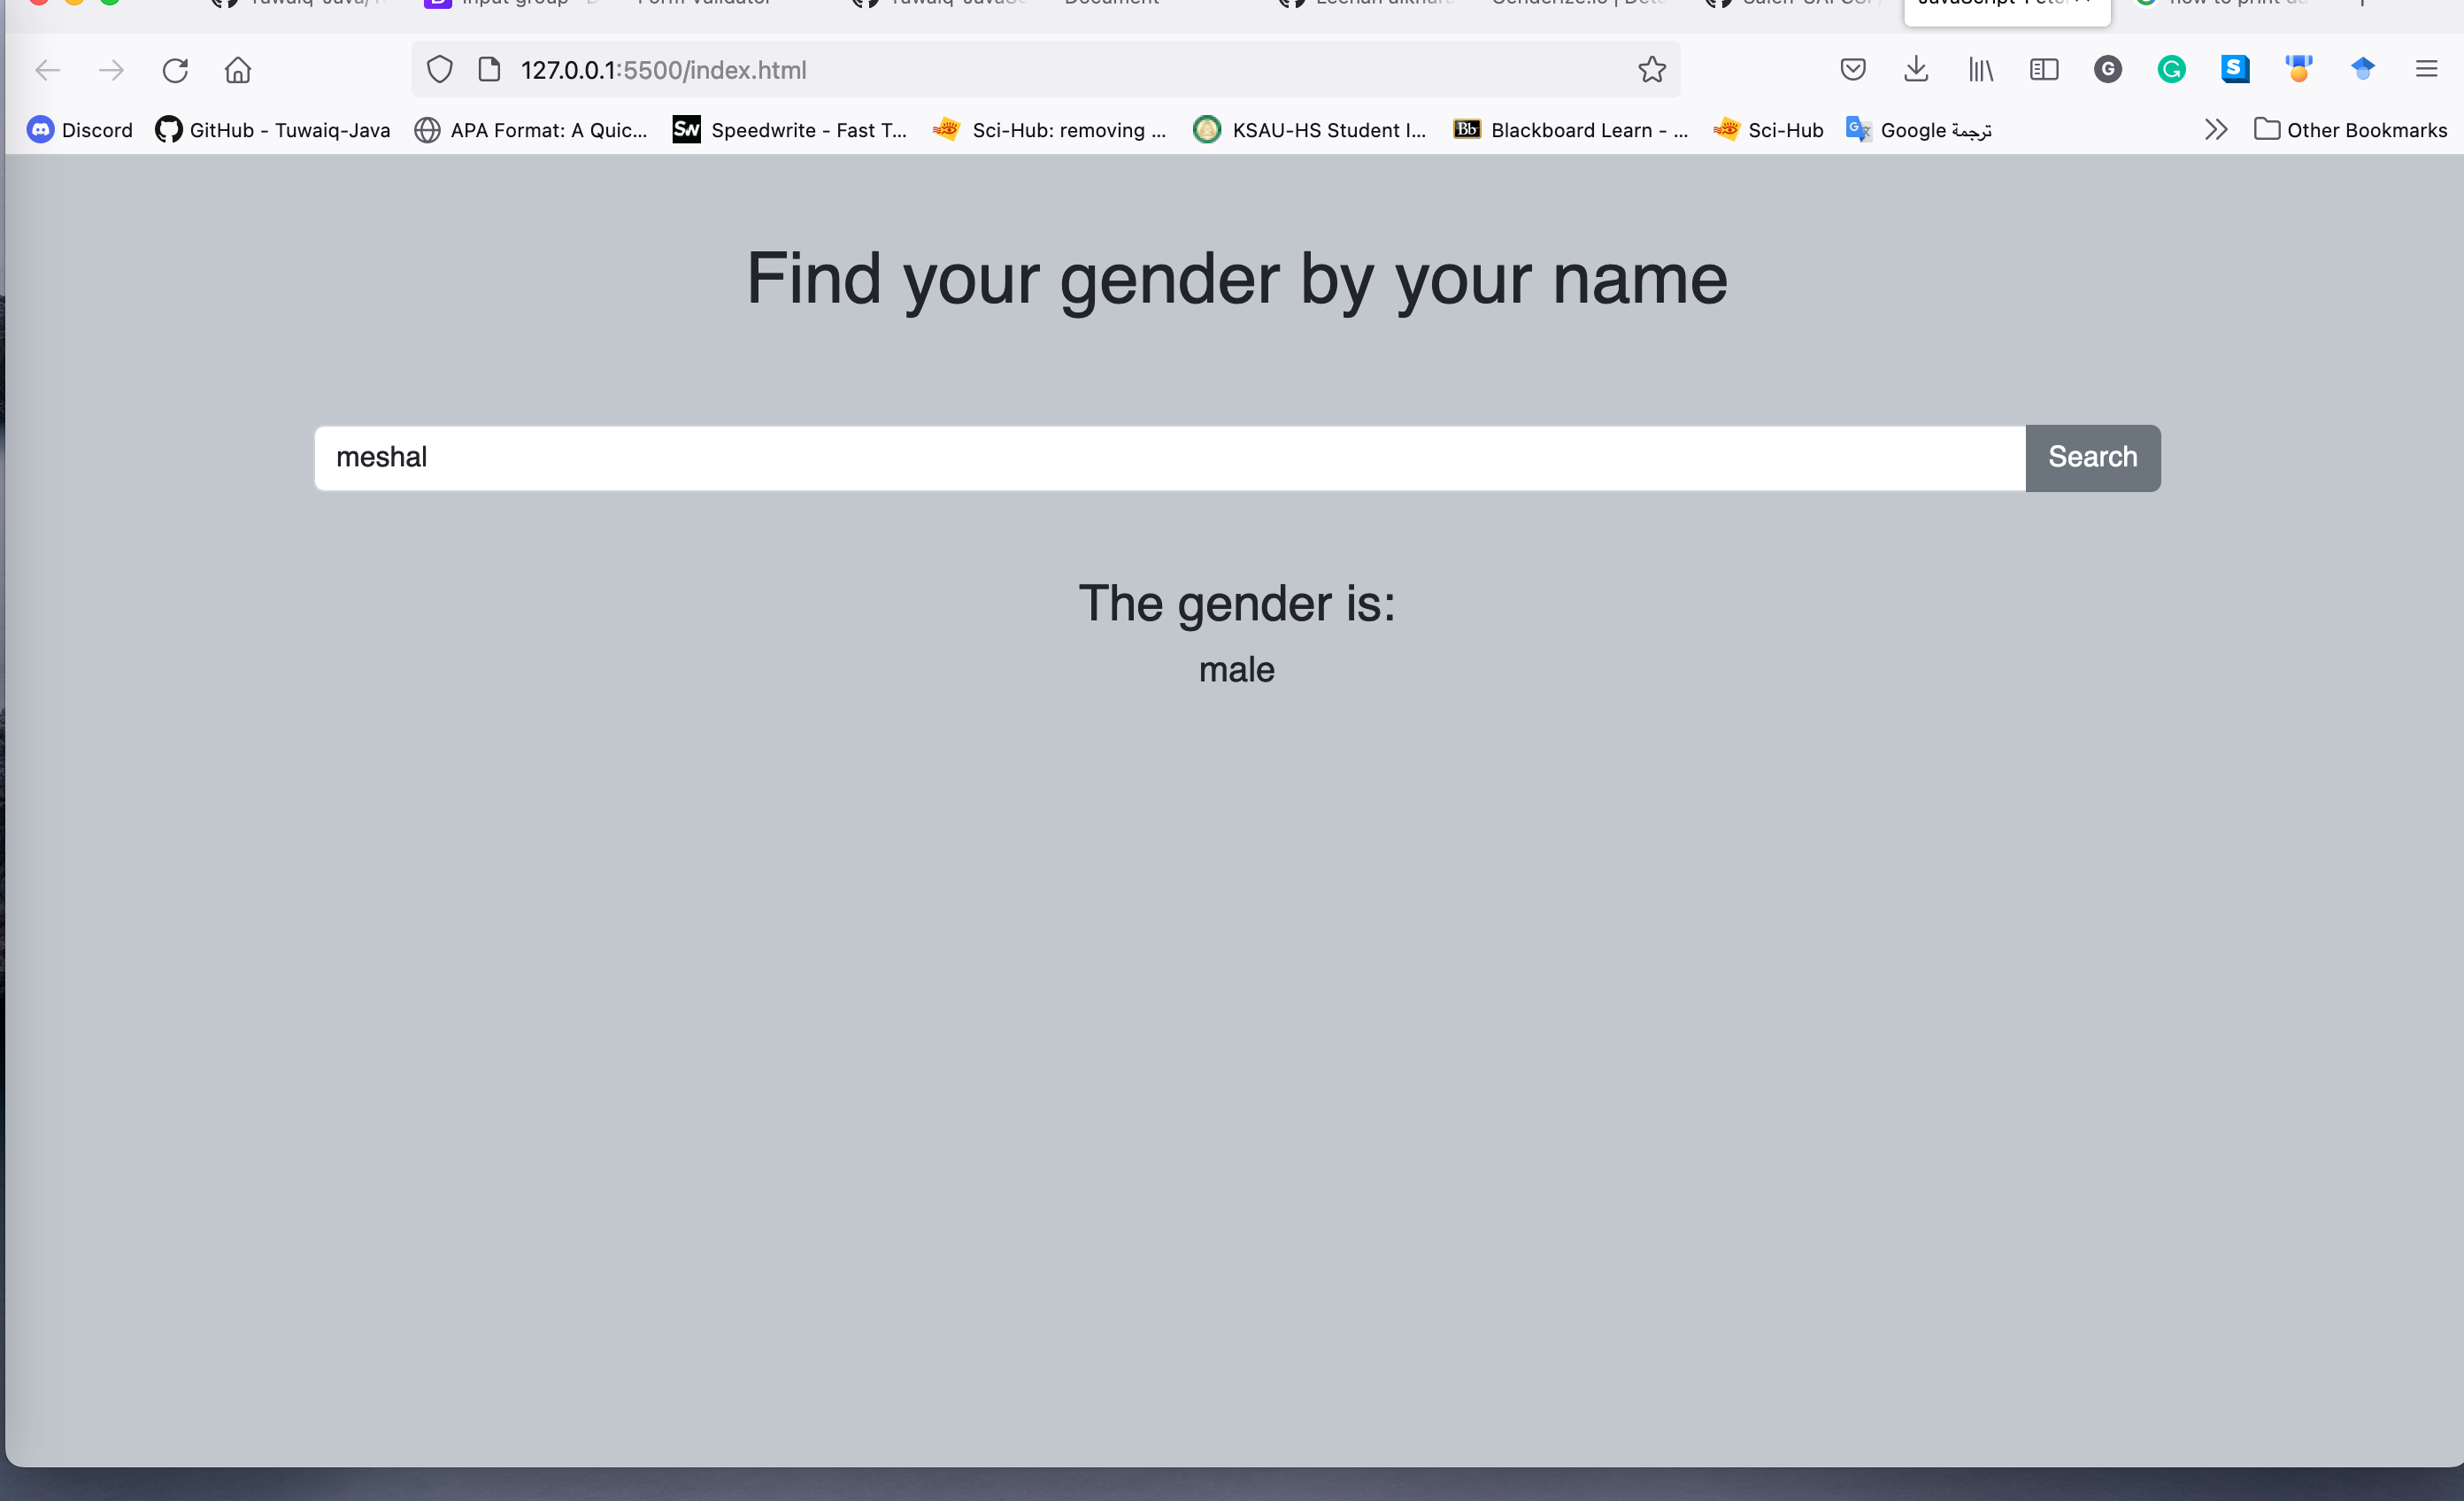 127.0.0.1:5500/index.html
Discord GitHub - Tuwaiq-Java APA Format: A Quic... Speedwrite - Fast T... Sci-Hub: removing ... KSAU-HS Student I... Blackboard Learn - ... Sci-Hub Google ترجمة Other Bookmarks
Find your gender by your name
meshal Search
The gender is:
male